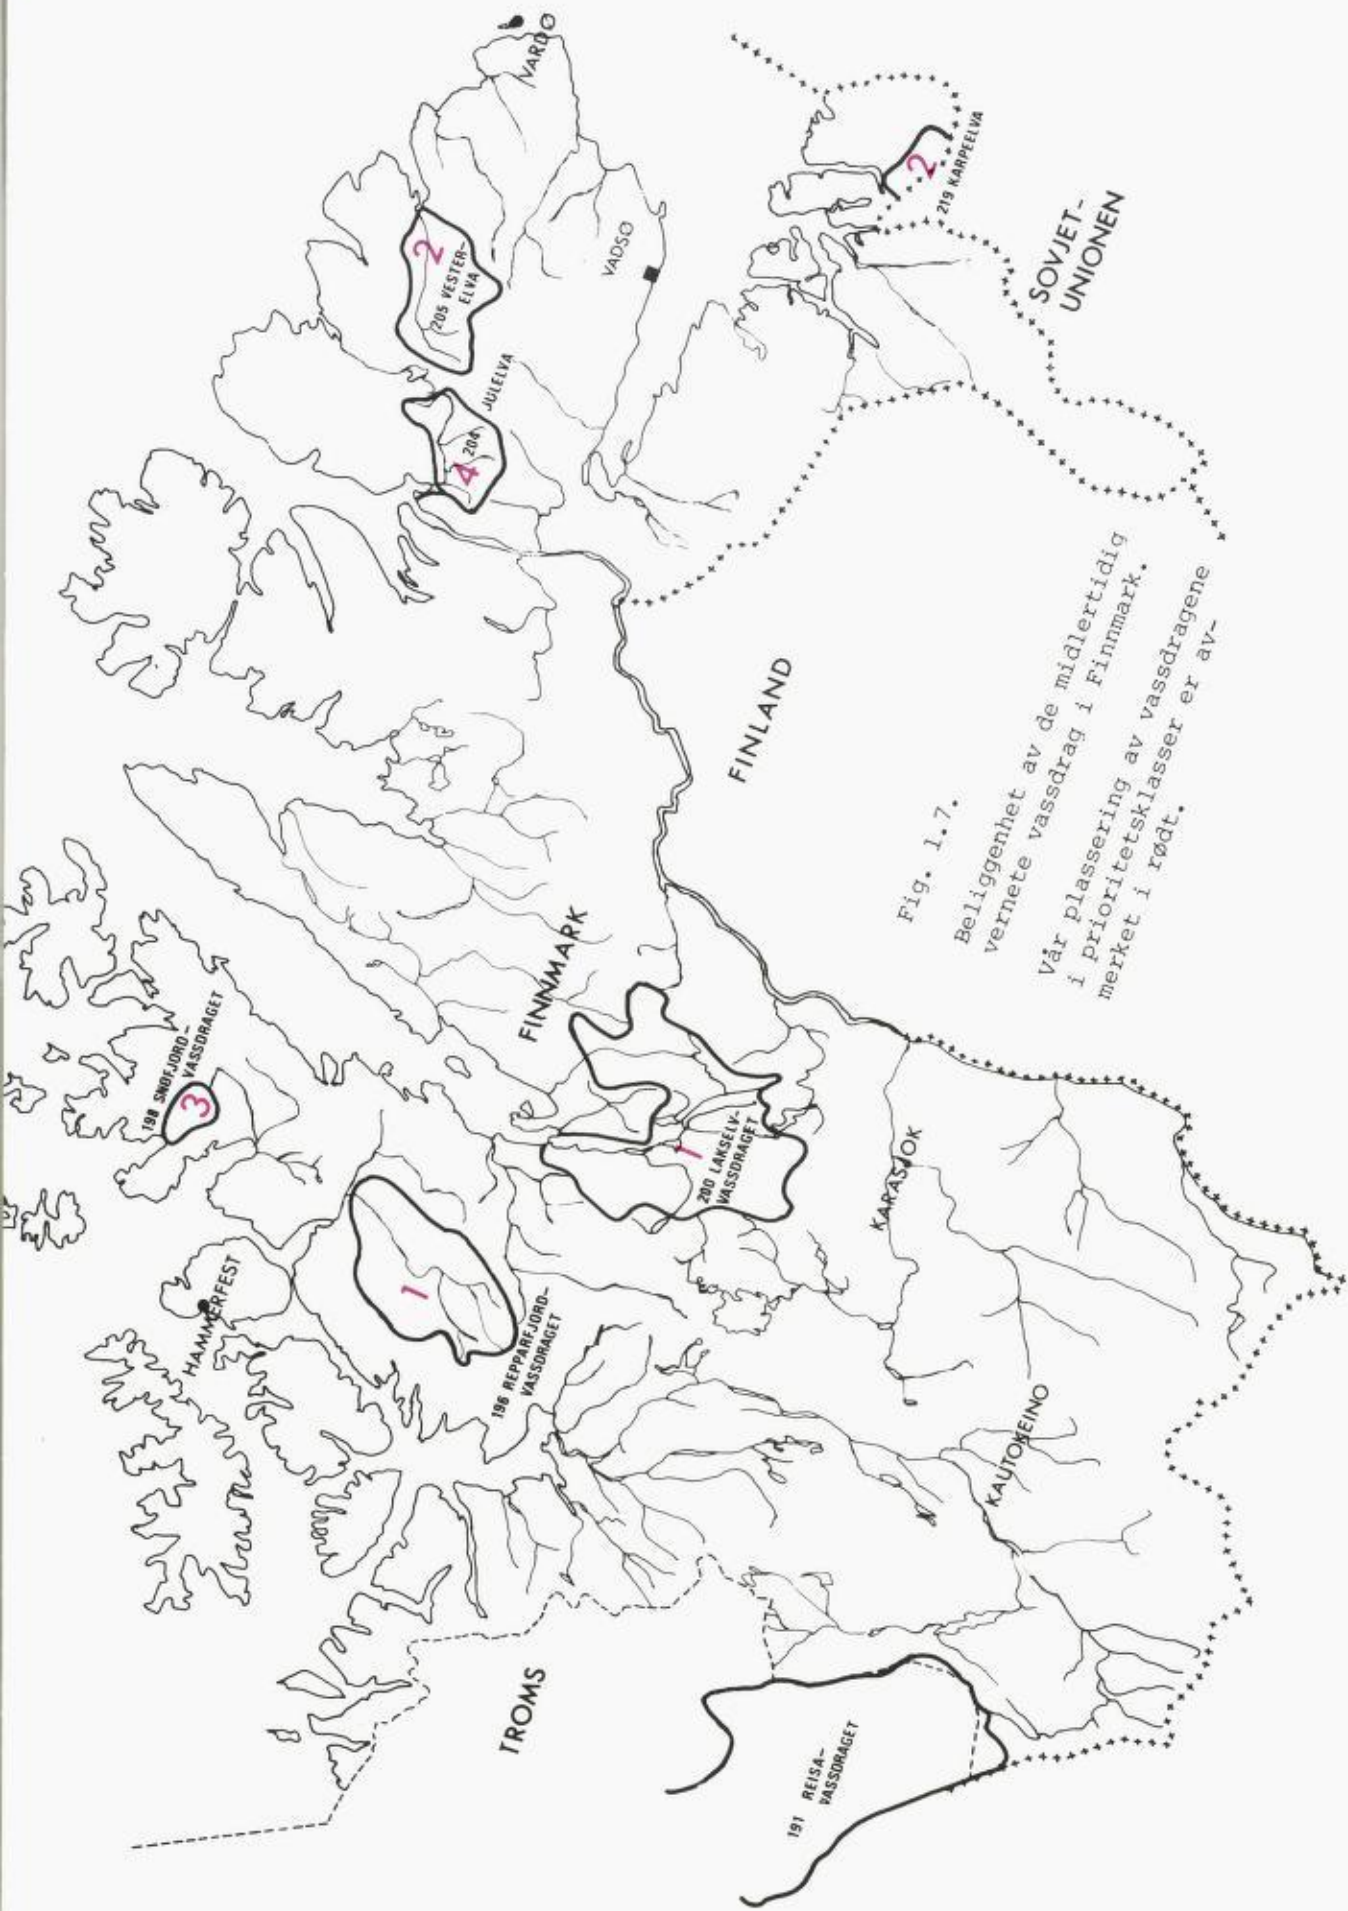 VARDØ
VADSØ
2
205 VESTER-
ELVA
4
204
JULELVA
2
219 KARPEELVA
SOVJET-
UNIONEN
FINLAND
FINNMARK
198 SNØFJORD-
VASSDRAGET
3
HAMMERFEST
1
196 REPPARFJORD-
VASSDRAGET
1
200 LAKSELV-
VASSDRAGET
KARASJOK
KAUTOKEINO
TROMS
191 REISA-
VASSDRAGET
Fig. 1.7.
Beliggenhet av de midlertidig
vernete vassdrag i Finnmark.
Vår plassering av vassdragene
i prioritetsklasser er av-
merket i rødt.